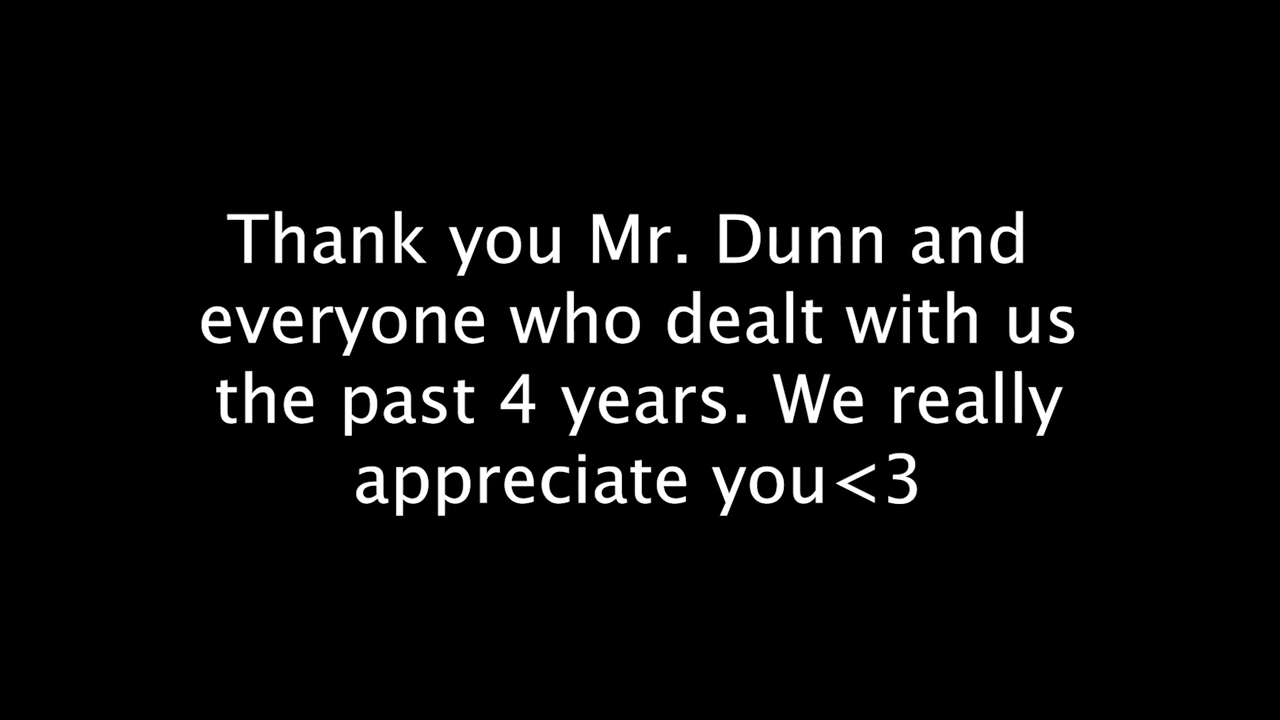 Thank you Mr. Dunn and
everyone who dealt with us
the past 4 years. We really
appreciate you<3